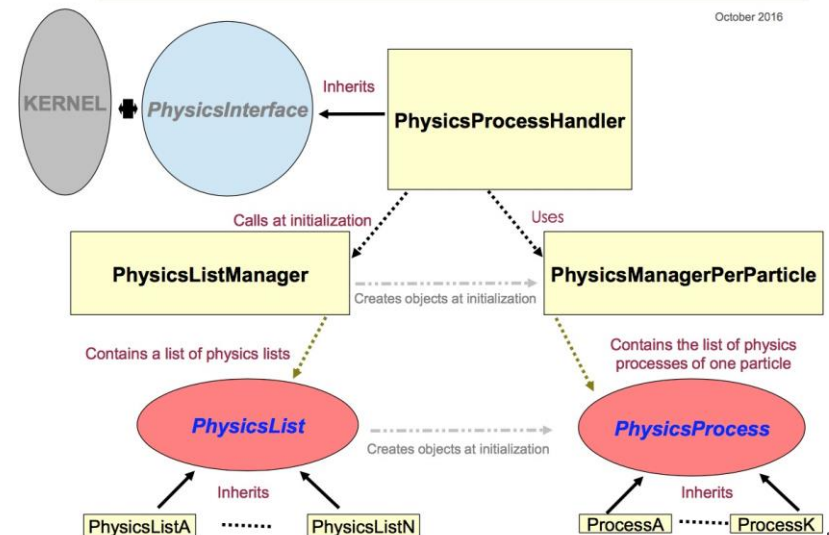 October 2016
KERNEL
PhysicsInterface
Inherits
PhysicsProcessHandler
Calls at initialization
Uses
PhysicsListManager
Creates objects at initialization
PhysicsManagerPerParticle
Contains a list of physics lists
Contains the list of physics
processes of one particle
PhysicsList
Creates objects at initialization
PhysicsProcess
Inherits
Inherits
PhysicsListA
PhysicsListN
ProcessA
ProcessK